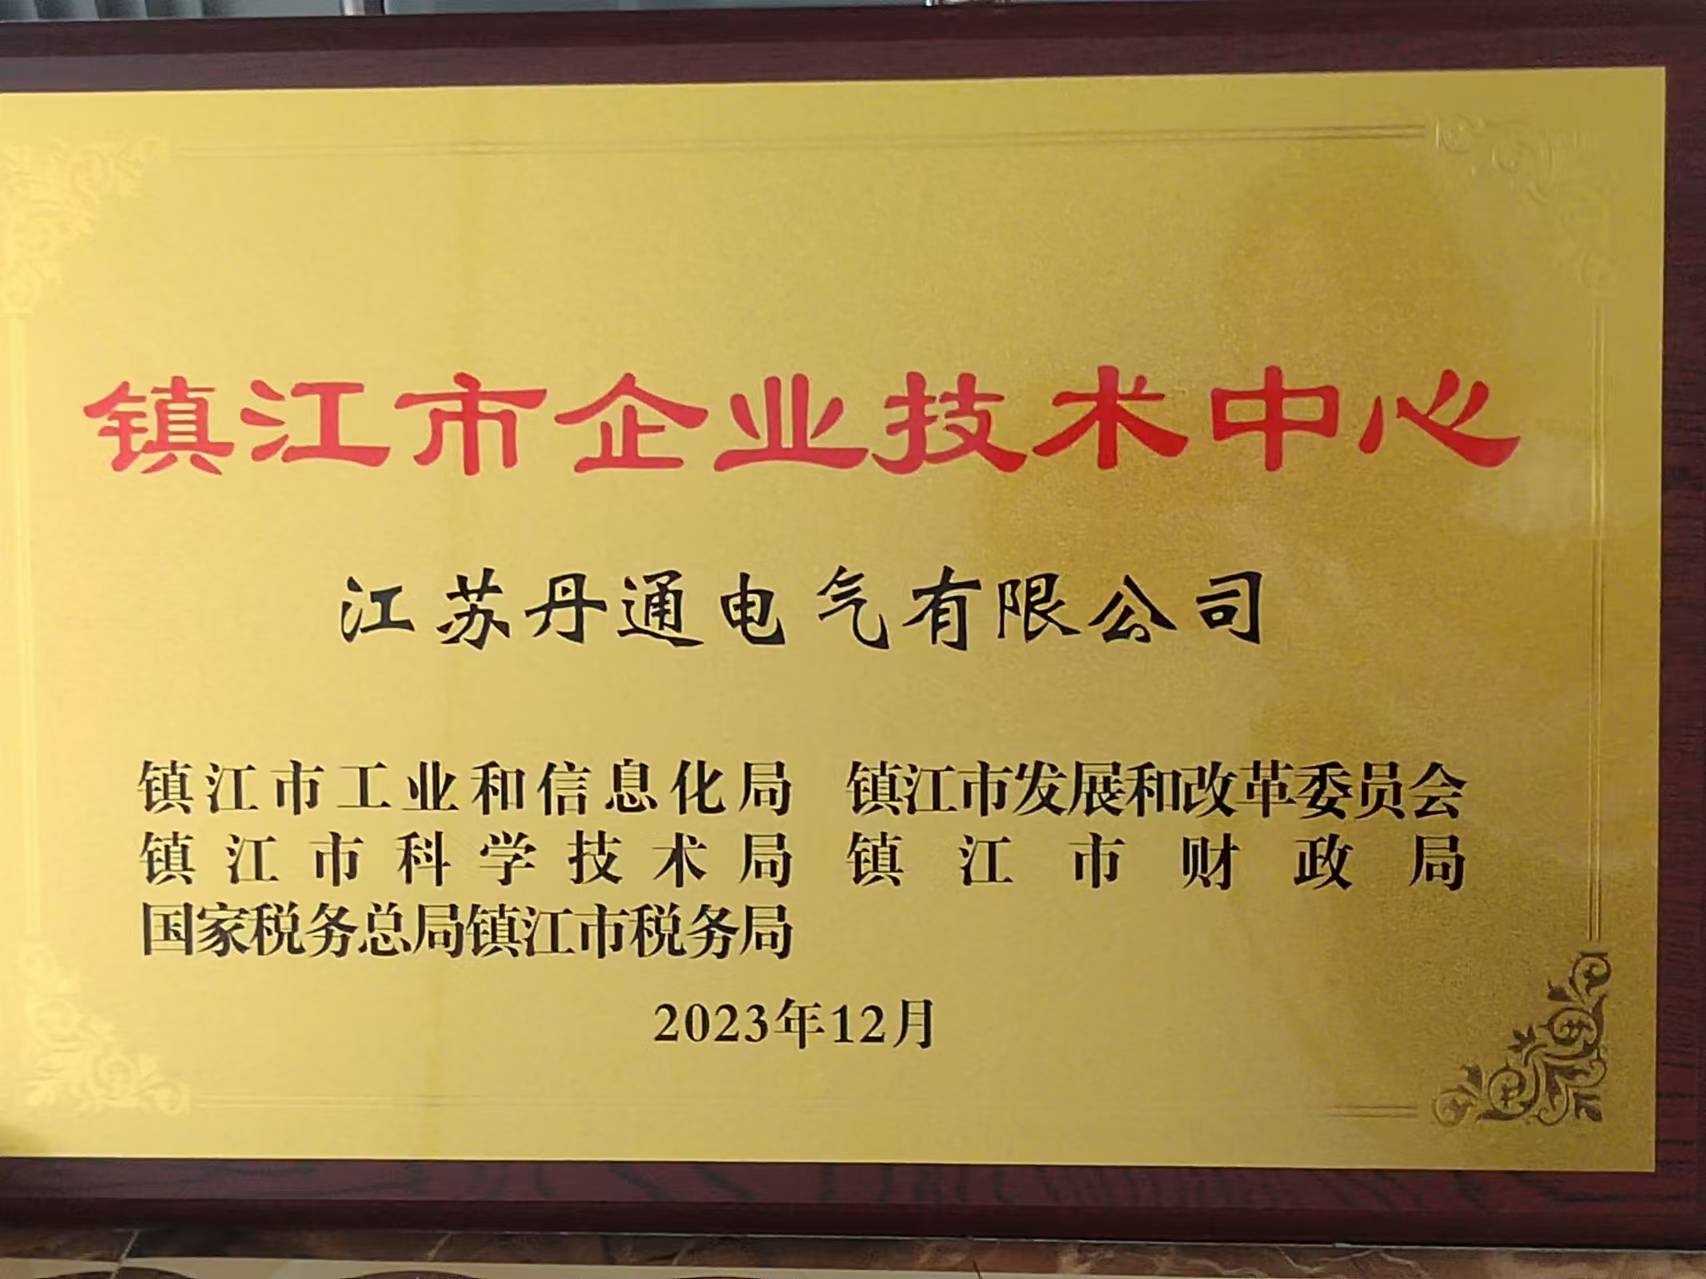 镇江市企业技术中心
江苏丹通电气有限公司
镇江市工业和信息化局 镇江市发展和改革委员会
镇江市科学技术局 镇江市财政局
国家税务总局镇江市税务局
2023年12月